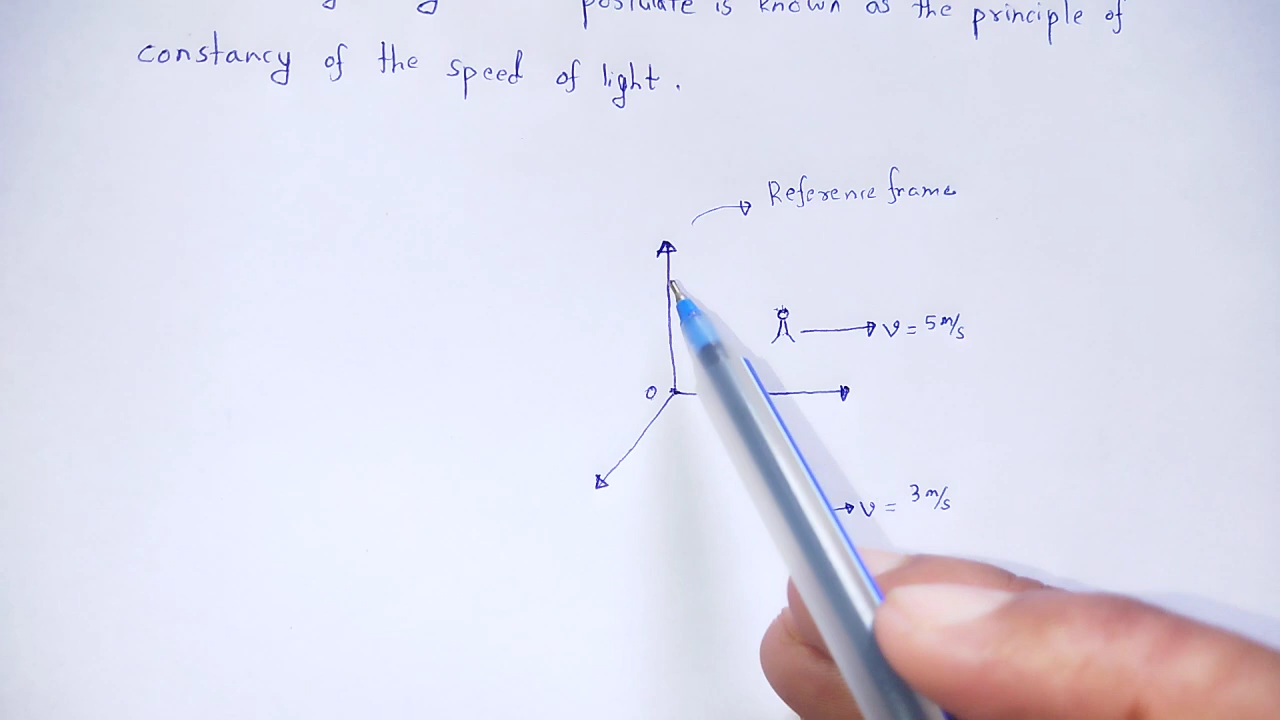 postulate is known as the principle of
constancy of the speed of light.
Reference frame
v = 5 m/s
O
v = 3 m/s